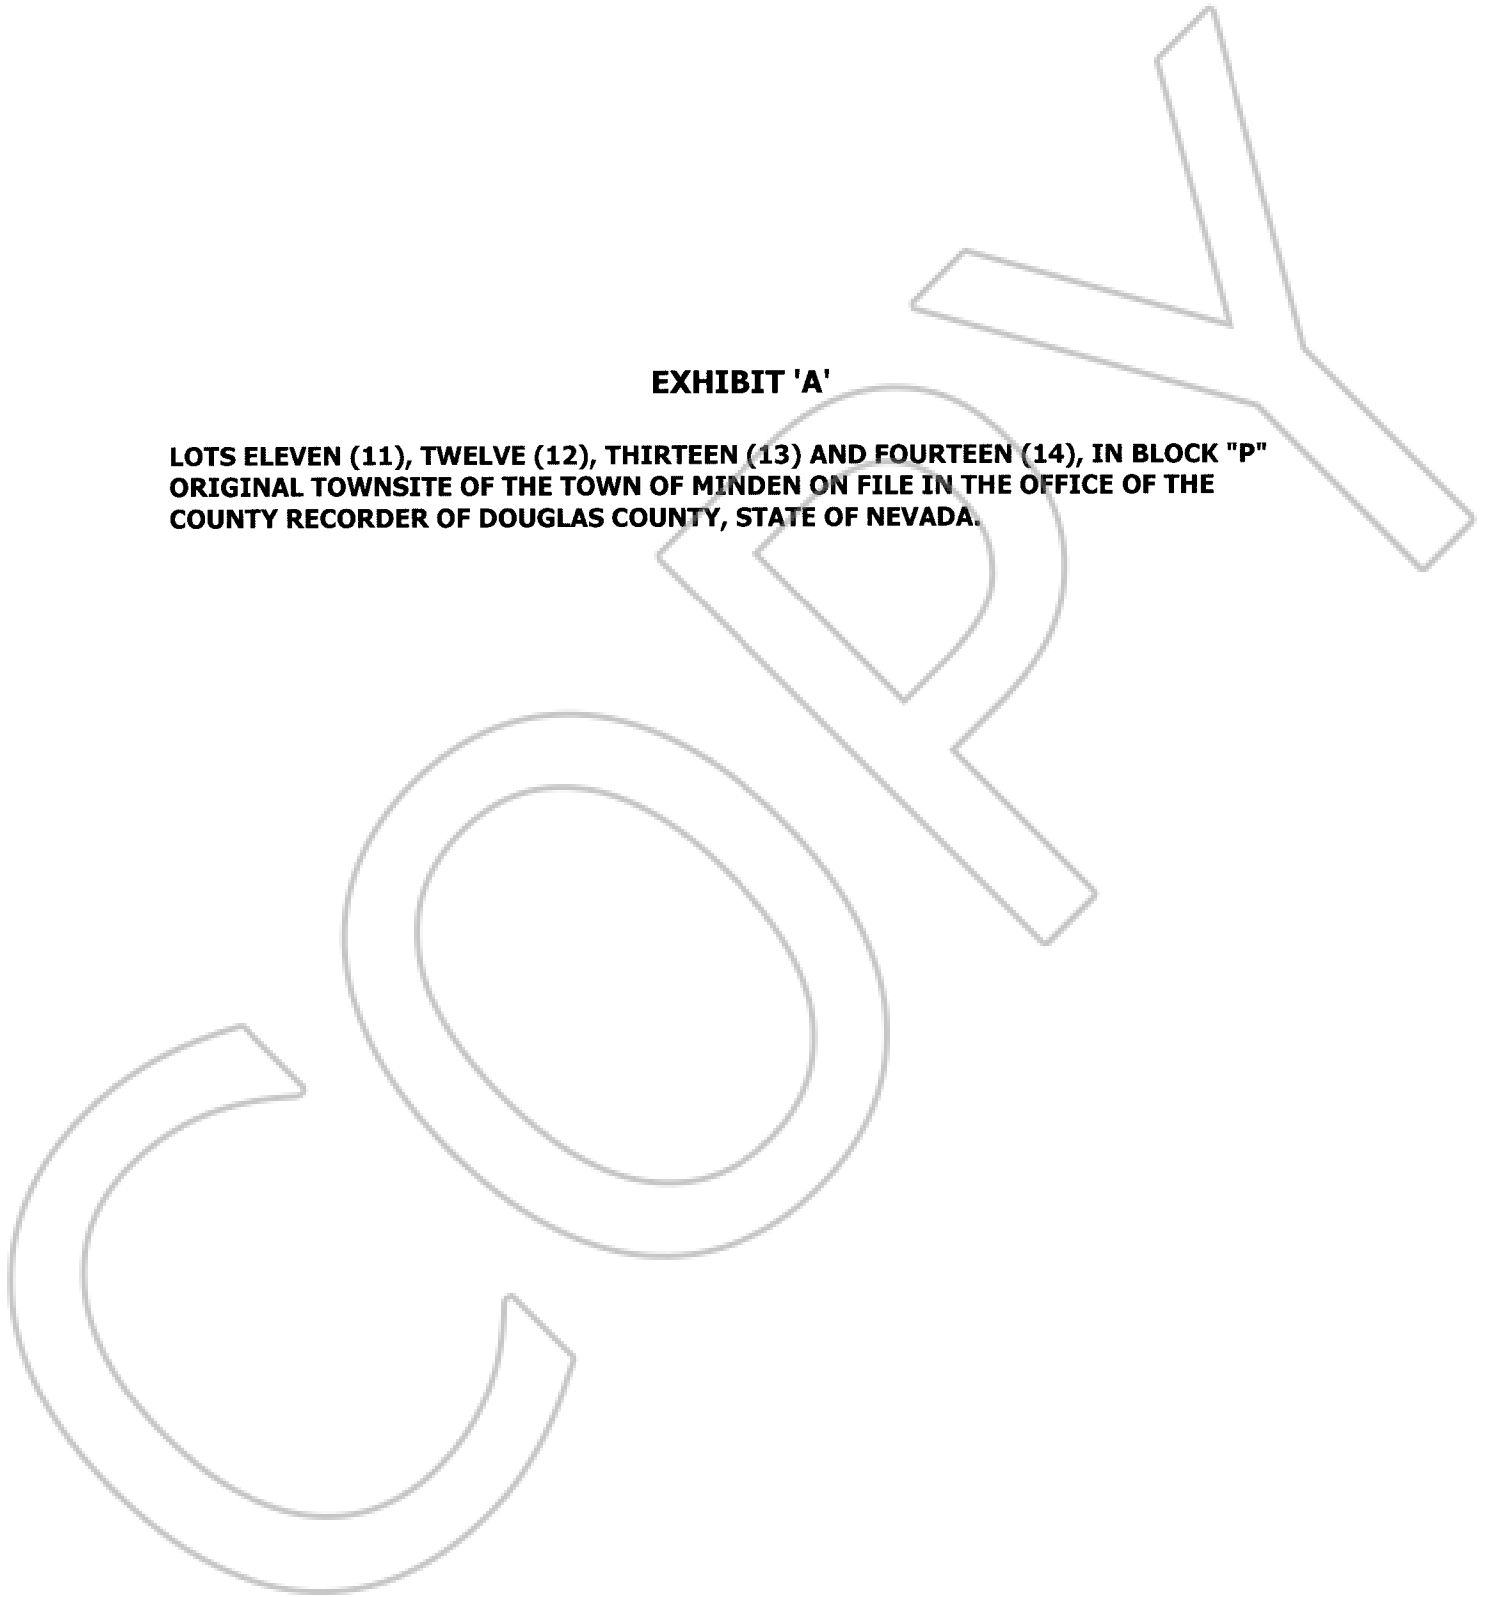 EXHIBIT 'A'
LOTS ELEVEN (11), TWELVE (12), THIRTEEN (13) AND FOURTEEN (14), IN BLOCK "P"
ORIGINAL TOWNSITE OF THE TOWN OF MINDEN ON FILE IN THE OFFICE OF THE
COUNTY RECORDER OF DOUGLAS COUNTY, STATE OF NEVADA.
COPY